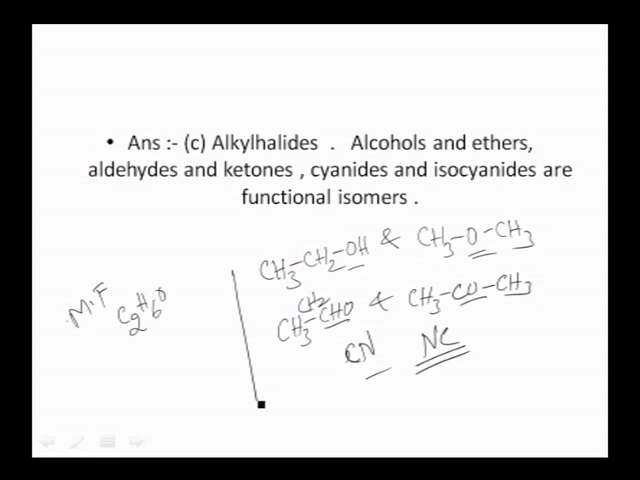 • Ans :- (c) Alkylhalides . Alcohols and ethers,
aldehydes and ketones , cyanides and isocyanides are
functional isomers .
CH3-CH2-OH & CH3-O-CH3
M.F C2H6O
CH2
CH3-CHO & CH3-CO-CH3
CN NC